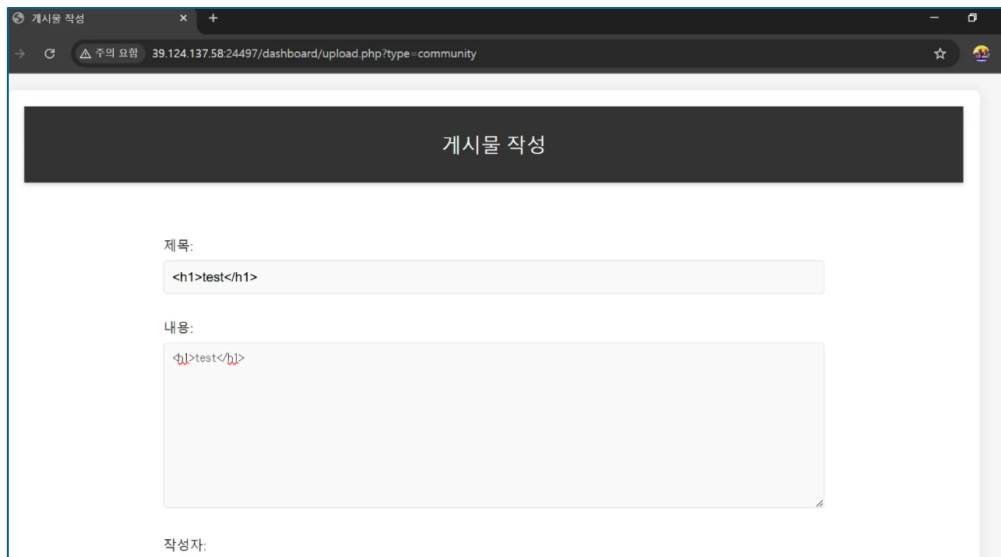 게시물 작성
주의 요함 39.124.137.58:24497/dashboard/upload.php?type=community
게시물 작성
제목:
<h1>test</h1>
내용:
<h1>test</h1>
작성자: